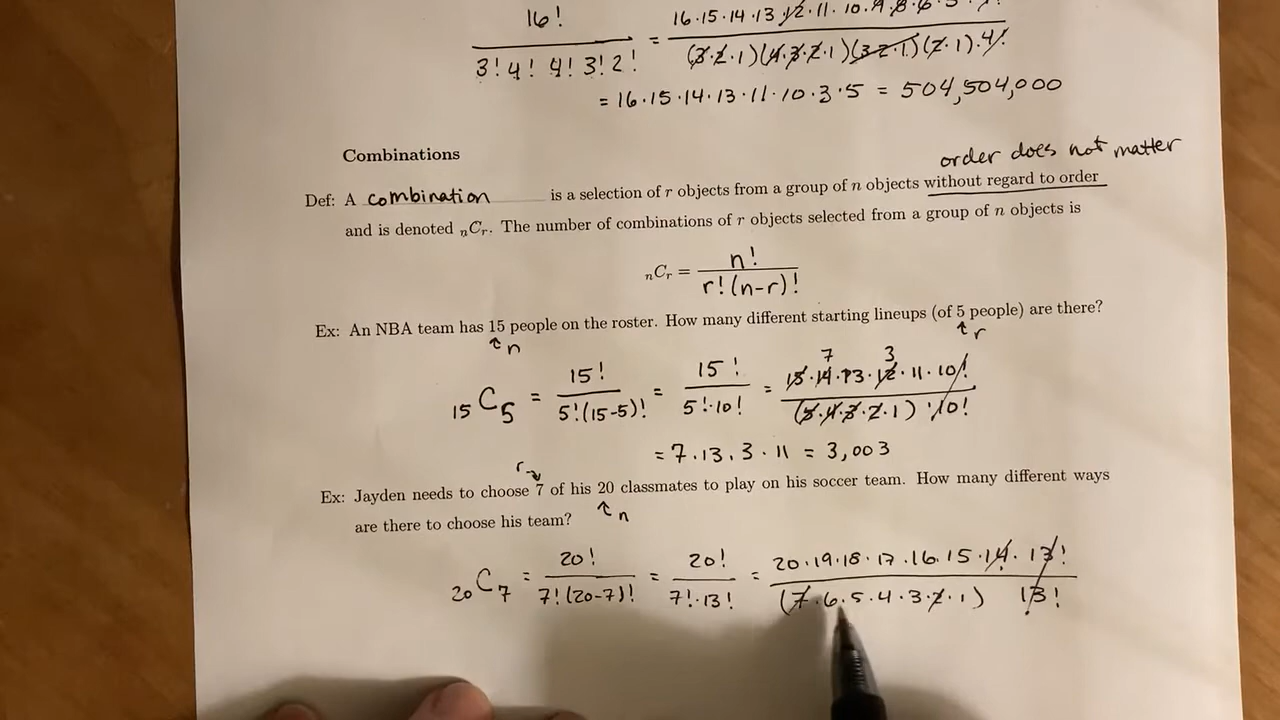 16! / 3! 4! 4! 3! 2! = 16·15·14·13·12·11·10·9·8·6·5· / (3·2·1)(4·3·2·1)(3·2·1)(2·1)·4!
= 16·15·14·13·11·10·3·5 = 504,504,000
Combinations
order does not matter
Def: A combination is a selection of r objects from a group of n objects without regard to order
and is denoted nCr. The number of combinations of r objects selected from a group of n objects is
nCr = n! / r!(n-r)!
Ex: An NBA team has 15 people on the roster. How many different starting lineups (of 5 people) are there?
↑n ↑r
7 3
15C5 = 15! / 5!(15-5)! = 15! / 5!·10! = 15·14·13·12·11·10! / (5·4·3·2·1)·10!
= 7·13·3·11 = 3,003
r
Ex: Jayden needs to choose 7 of his 20 classmates to play on his soccer team. How many different ways
are there to choose his team? ↑n
20C7 = 20! / 7!(20-7)! = 20! / 7!·13! = 20·19·18·17·16·15·14·13! / (7·6·5·4·3·2·1) 13!